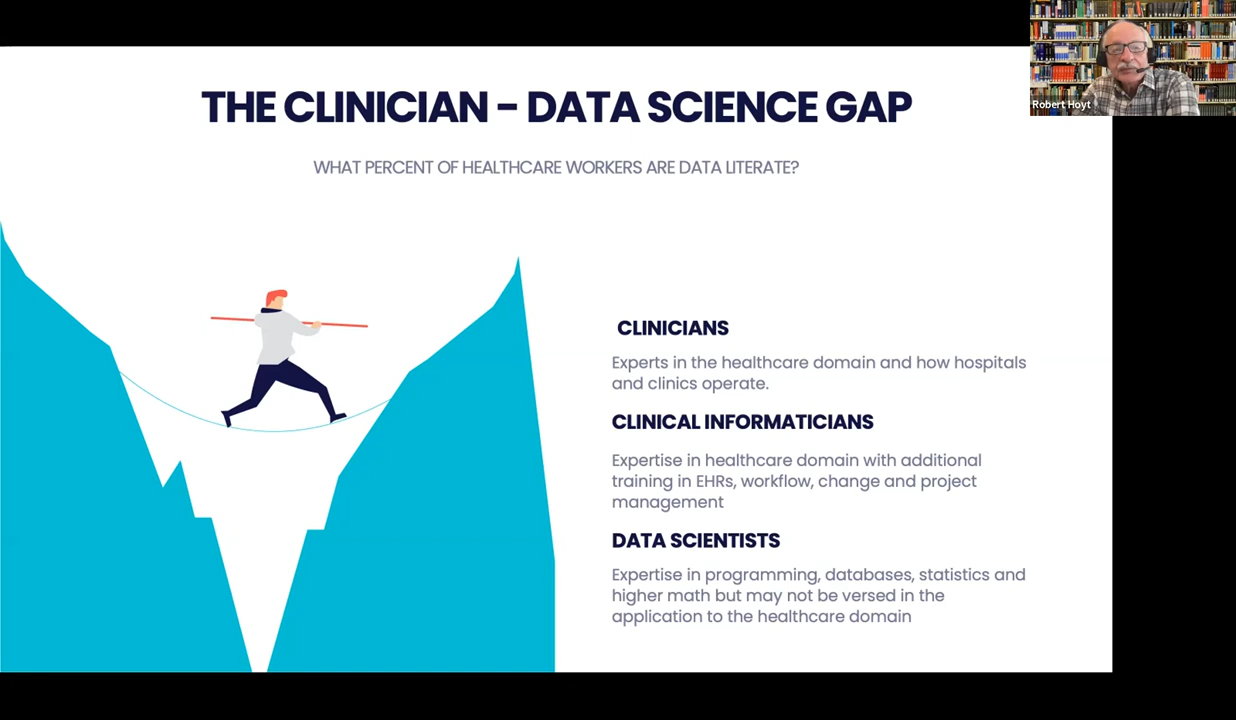 THE CLINICIAN - DATA SCIENCE GAP
WHAT PERCENT OF HEALTHCARE WORKERS ARE DATA LITERATE?
Robert Hoyt
CLINICIANS
Experts in the healthcare domain and how hospitals
and clinics operate.
CLINICAL INFORMATICIANS
Expertise in healthcare domain with additional
training in EHRs, workflow, change and project
management
DATA SCIENTISTS
Expertise in programming, databases, statistics and
higher math but may not be versed in the
application to the healthcare domain